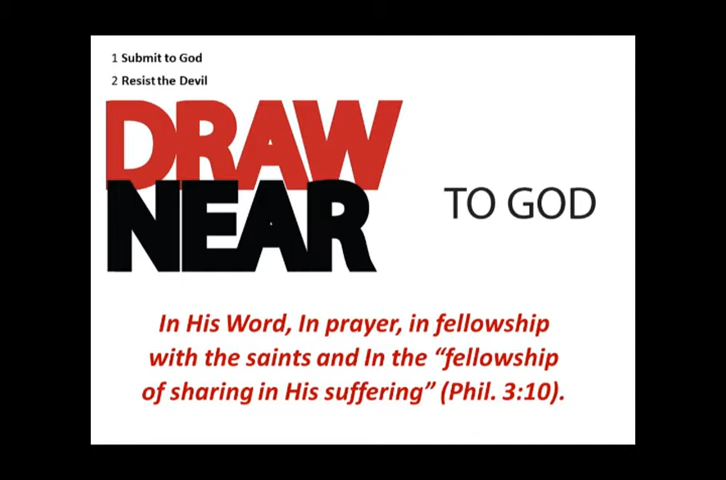 1 Submit to God
2 Resist the Devil
DRAW
NEAR
TO GOD
In His Word, In prayer, in fellowship
with the saints and In the “fellowship
of sharing in His suffering” (Phil. 3:10).